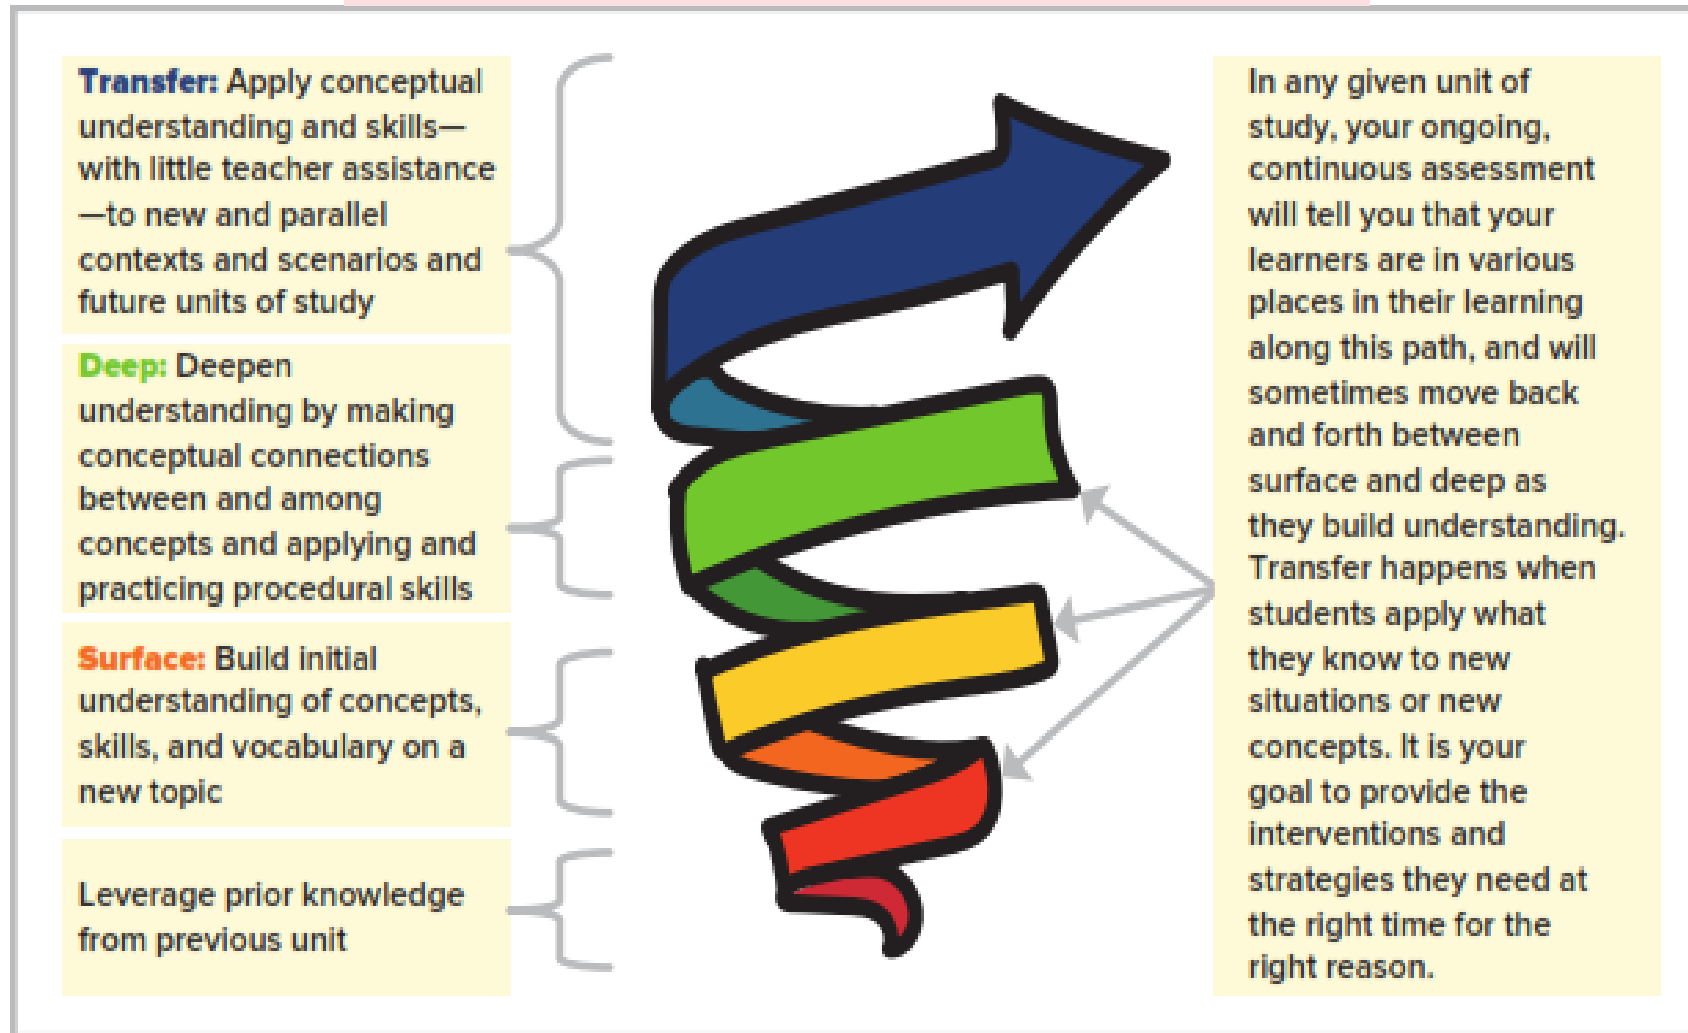 Transfer: Apply conceptual
understanding and skills—
with little teacher assistance
—to new and parallel
contexts and scenarios and
future units of study
Deep: Deepen
understanding by making
conceptual connections
between and among
concepts and applying and
practicing procedural skills
Surface: Build initial
understanding of concepts,
skills, and vocabulary on a
new topic
Leverage prior knowledge
from previous unit
In any given unit of
study, your ongoing,
continuous assessment
will tell you that your
learners are in various
places in their learning
along this path, and will
sometimes move back
and forth between
surface and deep as
they build understanding.
Transfer happens when
students apply what
they know to new
situations or new
concepts. It is your
goal to provide the
interventions and
strategies they need at
the right time for the
right reason.